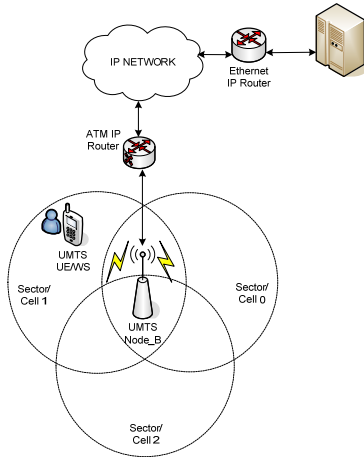 IP NETWORK
Ethernet
IP Router
ATM IP
Router
UMTS
UE/WS
Sector/
Cell 1
Sector/
Cell 0
UMTS
Node_B
Sector/
Cell 2